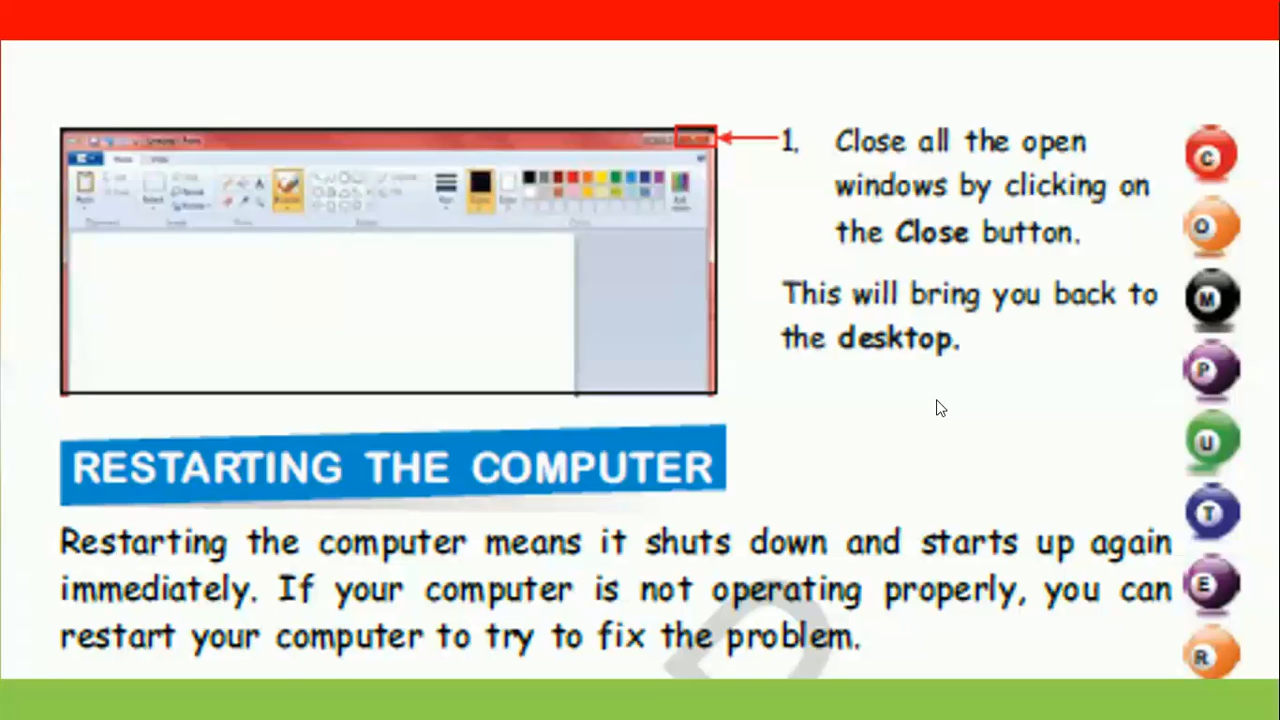 1. Close all the open
windows by clicking on
the Close button.
This will bring you back to
the desktop.
RESTARTING THE COMPUTER
Restarting the computer means it shuts down and starts up again
immediately. If your computer is not operating properly, you can
restart your computer to try to fix the problem.
C
O
M
P
U
T
E
R